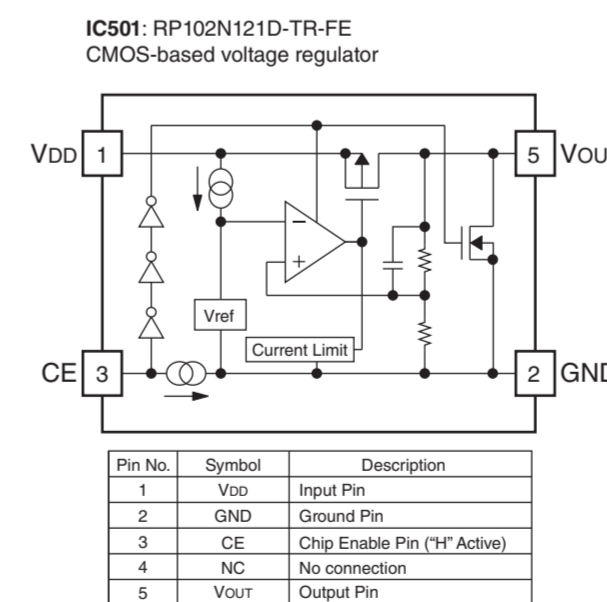 IC501: RP102N121D-TR-FE
CMOS-based voltage regulator
VDD 1
5 VOU
−
+
Vref
Current Limit
CE 3
2 GND
Pin No. Symbol Description
1 VDD Input Pin
2 GND Ground Pin
3 CE Chip Enable Pin (“H” Active)
4 NC No connection
5 VOUT Output Pin